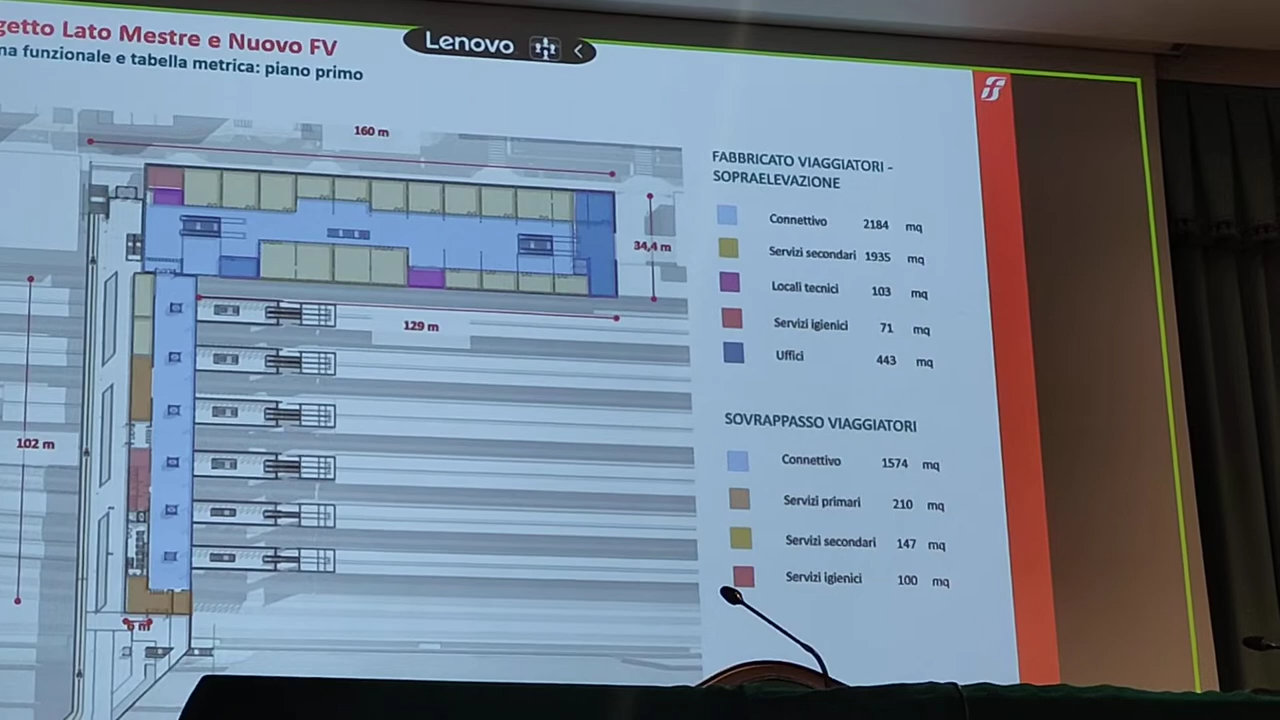 getto Lato Mestre e Nuovo FV
na funzionale e tabella metrica: piano primo
Lenovo
160 m
34,4 m
129 m
102 m
6 m
FABBRICATO VIAGGIATORI -
SOPRAELEVAZIONE
Connettivo 2184 mq
Servizi secondari 1935 mq
Locali tecnici 103 mq
Servizi igienici 71 mq
Uffici 443 mq
SOVRAPPASSO VIAGGIATORI
Connettivo 1574 mq
Servizi primari 210 mq
Servizi secondari 147 mq
Servizi igienici 100 mq